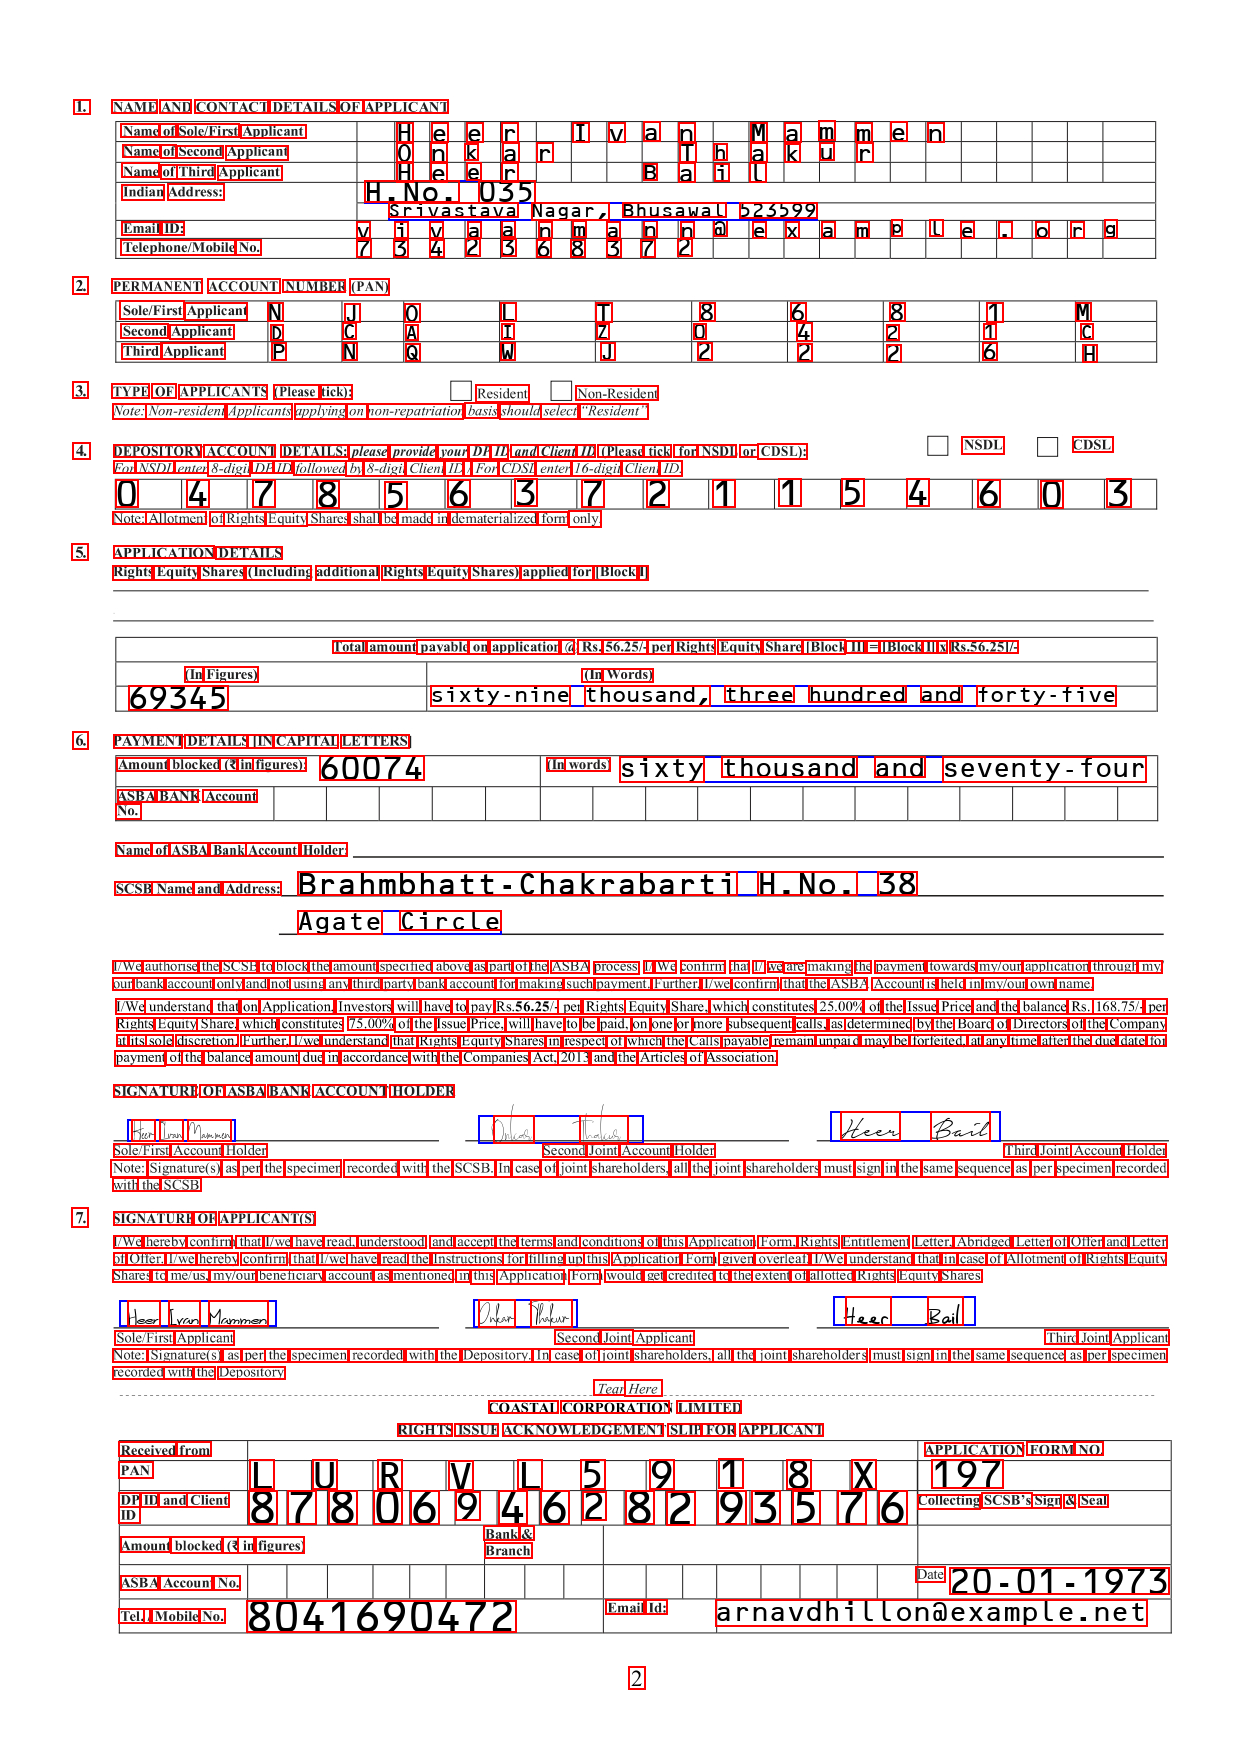 1. NAME AND CONTACT DETAILS OF APPLICANT
Name of Sole/First Applicant Heer Ivan Mammen
Name of Second Applicant Onkar Thakur
Name of Third Applicant Heer Bail
Indian Address: H.No. 035
Srivastava Nagar, Bhusawal 523599
Email ID: vivaanmann@example.org
Telephone/Mobile No. 7342368372
2. PERMANENT ACCOUNT NUMBER (PAN)
Sole/First Applicant N J O L T 8 6 8 1 M
Second Applicant D C A I Z 0 4 2 1 C
Third Applicant P N Q W J 2 2 2 6 H
3. TYPE OF APPLICANTS (Please tick): Resident Non-Resident
Note: Non-resident Applicants applying on non-repatriation basis should select "Resident"
4. DEPOSITORY ACCOUNT DETAILS: please provide your DP ID and Client ID (Please tick for NSDL or CDSL): NSDL CDSL
For NSDL enter 8-digit DP ID followed by 8-digit Client ID / For CDSL enter 16-digit Client ID.
0 4 7 8 5 6 3 7 2 1 1 5 4 6 0 3
Note: Allotment of Rights Equity Shares shall be made in dematerialized form only.
5. APPLICATION DETAILS
Rights Equity Shares (Including additional Rights Equity Shares) applied for [Block I]
Total amount payable on application @ Rs. 56.25/- per Rights Equity Share [Block II] = [Block I] x Rs.56.25]/-
(In Figures) (In Words)
69345 sixty-nine thousand, three hundred and forty-five
6. PAYMENT DETAILS [IN CAPITAL LETTERS]
Amount blocked (₹ in figures): 60074 (In words) sixty thousand and seventy-four
ASBA BANK Account
No.
Name of ASBA Bank Account Holder:
SCSB Name and Address: Brahmbhatt-Chakrabarti H.No. 38
Agate Circle
I/We authorise the SCSB to block the amount specified above as part of the ASBA process. I/We confirm that I/ we are making the payment towards my/our application through my/
our bank account only and not using any third party bank account for making such payment. Further, I/we confirm that the ASBA Account is held in my/our own name.
I/We understand that on Application, Investors will have to pay Rs.56.25/- per Rights Equity Share, which constitutes 25.00% of the Issue Price and the balance Rs. 168.75/- per
Rights Equity Share, which constitutes 75.00% of the Issue Price, will have to be paid, on one or more subsequent calls, as determined by the Board of Directors of the Company
at its sole discretion. Further, I/we understand that Rights Equity Shares in respect of which the Calls payable remain unpaid may be forfeited, at any time after the due date for
payment of the balance amount due in accordance with the Companies Act, 2013 and the Articles of Association.
SIGNATURE OF ASBA BANK ACCOUNT HOLDER
Heer Ivan Mammen Onkar Thakur Heer Bail
Sole/First Account Holder Second Joint Account Holder Third Joint Account Holder
Note: Signature(s) as per the specimen recorded with the SCSB. In case of joint shareholders, all the joint shareholders must sign in the same sequence as per specimen recorded
with the SCSB
7. SIGNATURE OF APPLICANT(S)
I/We hereby confirm that I/we have read, understood and accept the terms and conditions of this Application Form, Rights Entitlement Letter, Abridged Letter of Offer and Letter
of Offer. I/we hereby confirm that I/we have read the Instructions for filling up this Application Form given overleaf. I/We understand that in case of Allotment of Rights Equity
Shares to me/us, my/our beneficiary account as mentioned in this Application Form would get credited to the extent of allotted Rights Equity Shares
Heer Ivan Mammen Onkar Thakur Heer Bail
Sole/First Applicant Second Joint Applicant Third Joint Applicant
Note: Signature(s) as per the specimen recorded with the Depository. In case of joint shareholders, all the joint shareholders must sign in the same sequence as per specimen
recorded with the Depository
Tear Here
COASTAL CORPORATION LIMITED
RIGHTS ISSUE ACKNOWLEDGEMENT SLIP FOR APPLICANT
Received from APPLICATION FORM NO.
PAN L U R V L 5 9 1 8 X 197
DP ID and Client
ID 8 7 8 0 6 9 4 6 2 8 2 9 3 5 7 6 Collecting SCSB's Sign & Seal
Amount blocked (₹ in figures) Bank &
Branch
ASBA Account No. Date 20-01-1973
Tel./ Mobile No. 8041690472 Email Id: arnavdhillon@example.net
2